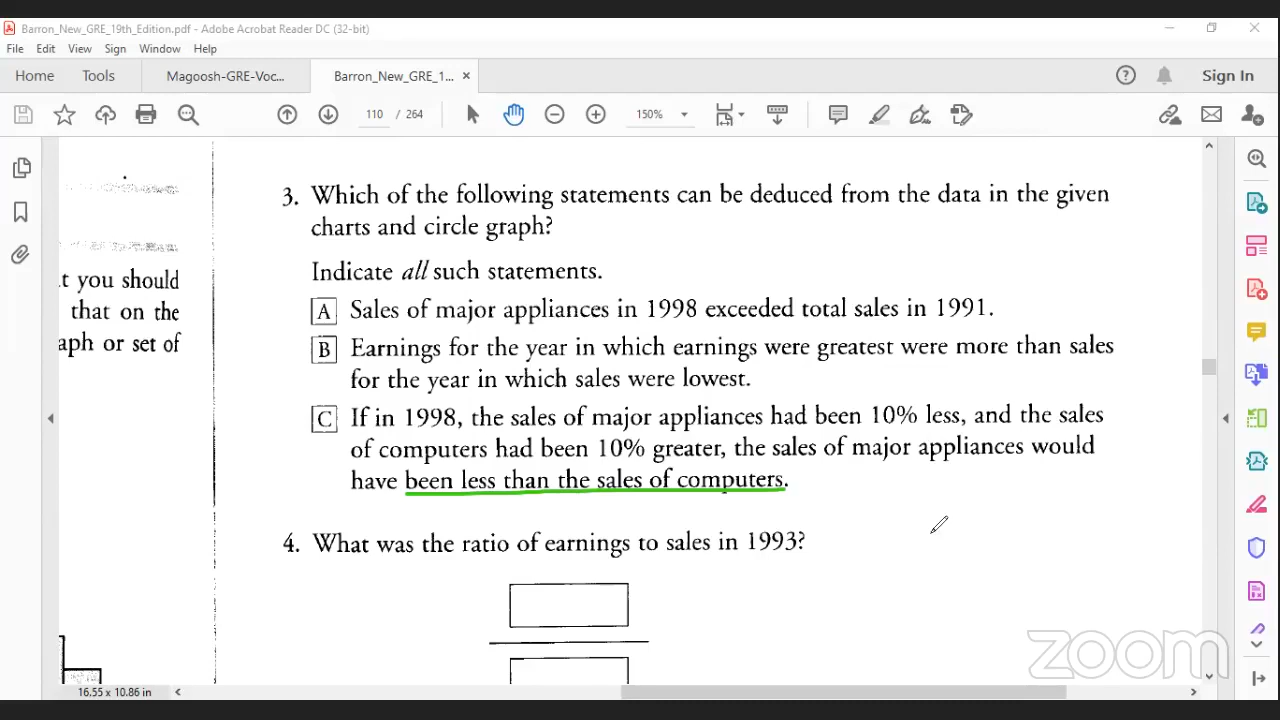 Barron_New_GRE_19th_Edition.pdf - Adobe Acrobat Reader DC (32-bit)
File Edit View Sign Window Help
Home Tools Magoosh-GRE-Voc... Barron_New_GRE_1... × Sign In
110 / 264 150%
3. Which of the following statements can be deduced from the data in the given
charts and circle graph?
Indicate all such statements.
A Sales of major appliances in 1998 exceeded total sales in 1991.
B Earnings for the year in which earnings were greatest were more than sales
for the year in which sales were lowest.
C If in 1998, the sales of major appliances had been 10% less, and the sales
of computers had been 10% greater, the sales of major appliances would
have been less than the sales of computers.
4. What was the ratio of earnings to sales in 1993?
t you should
that on the
aph or set of
zoom
16.55 x 10.86 in